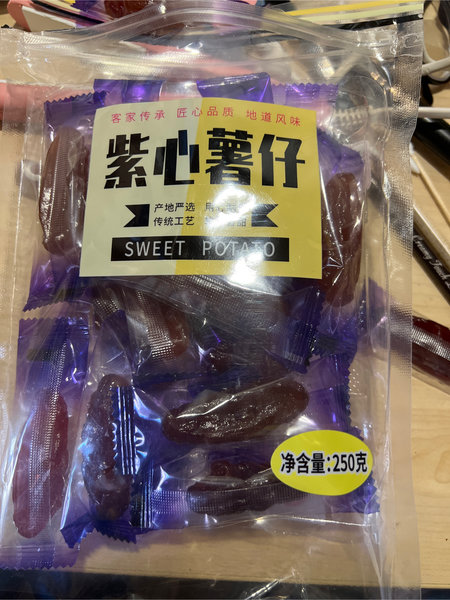 客家传承 匠心品质 地道风味
紫心薯仔
产地严选
传统工艺
SWEET POTATO
净含量:250克